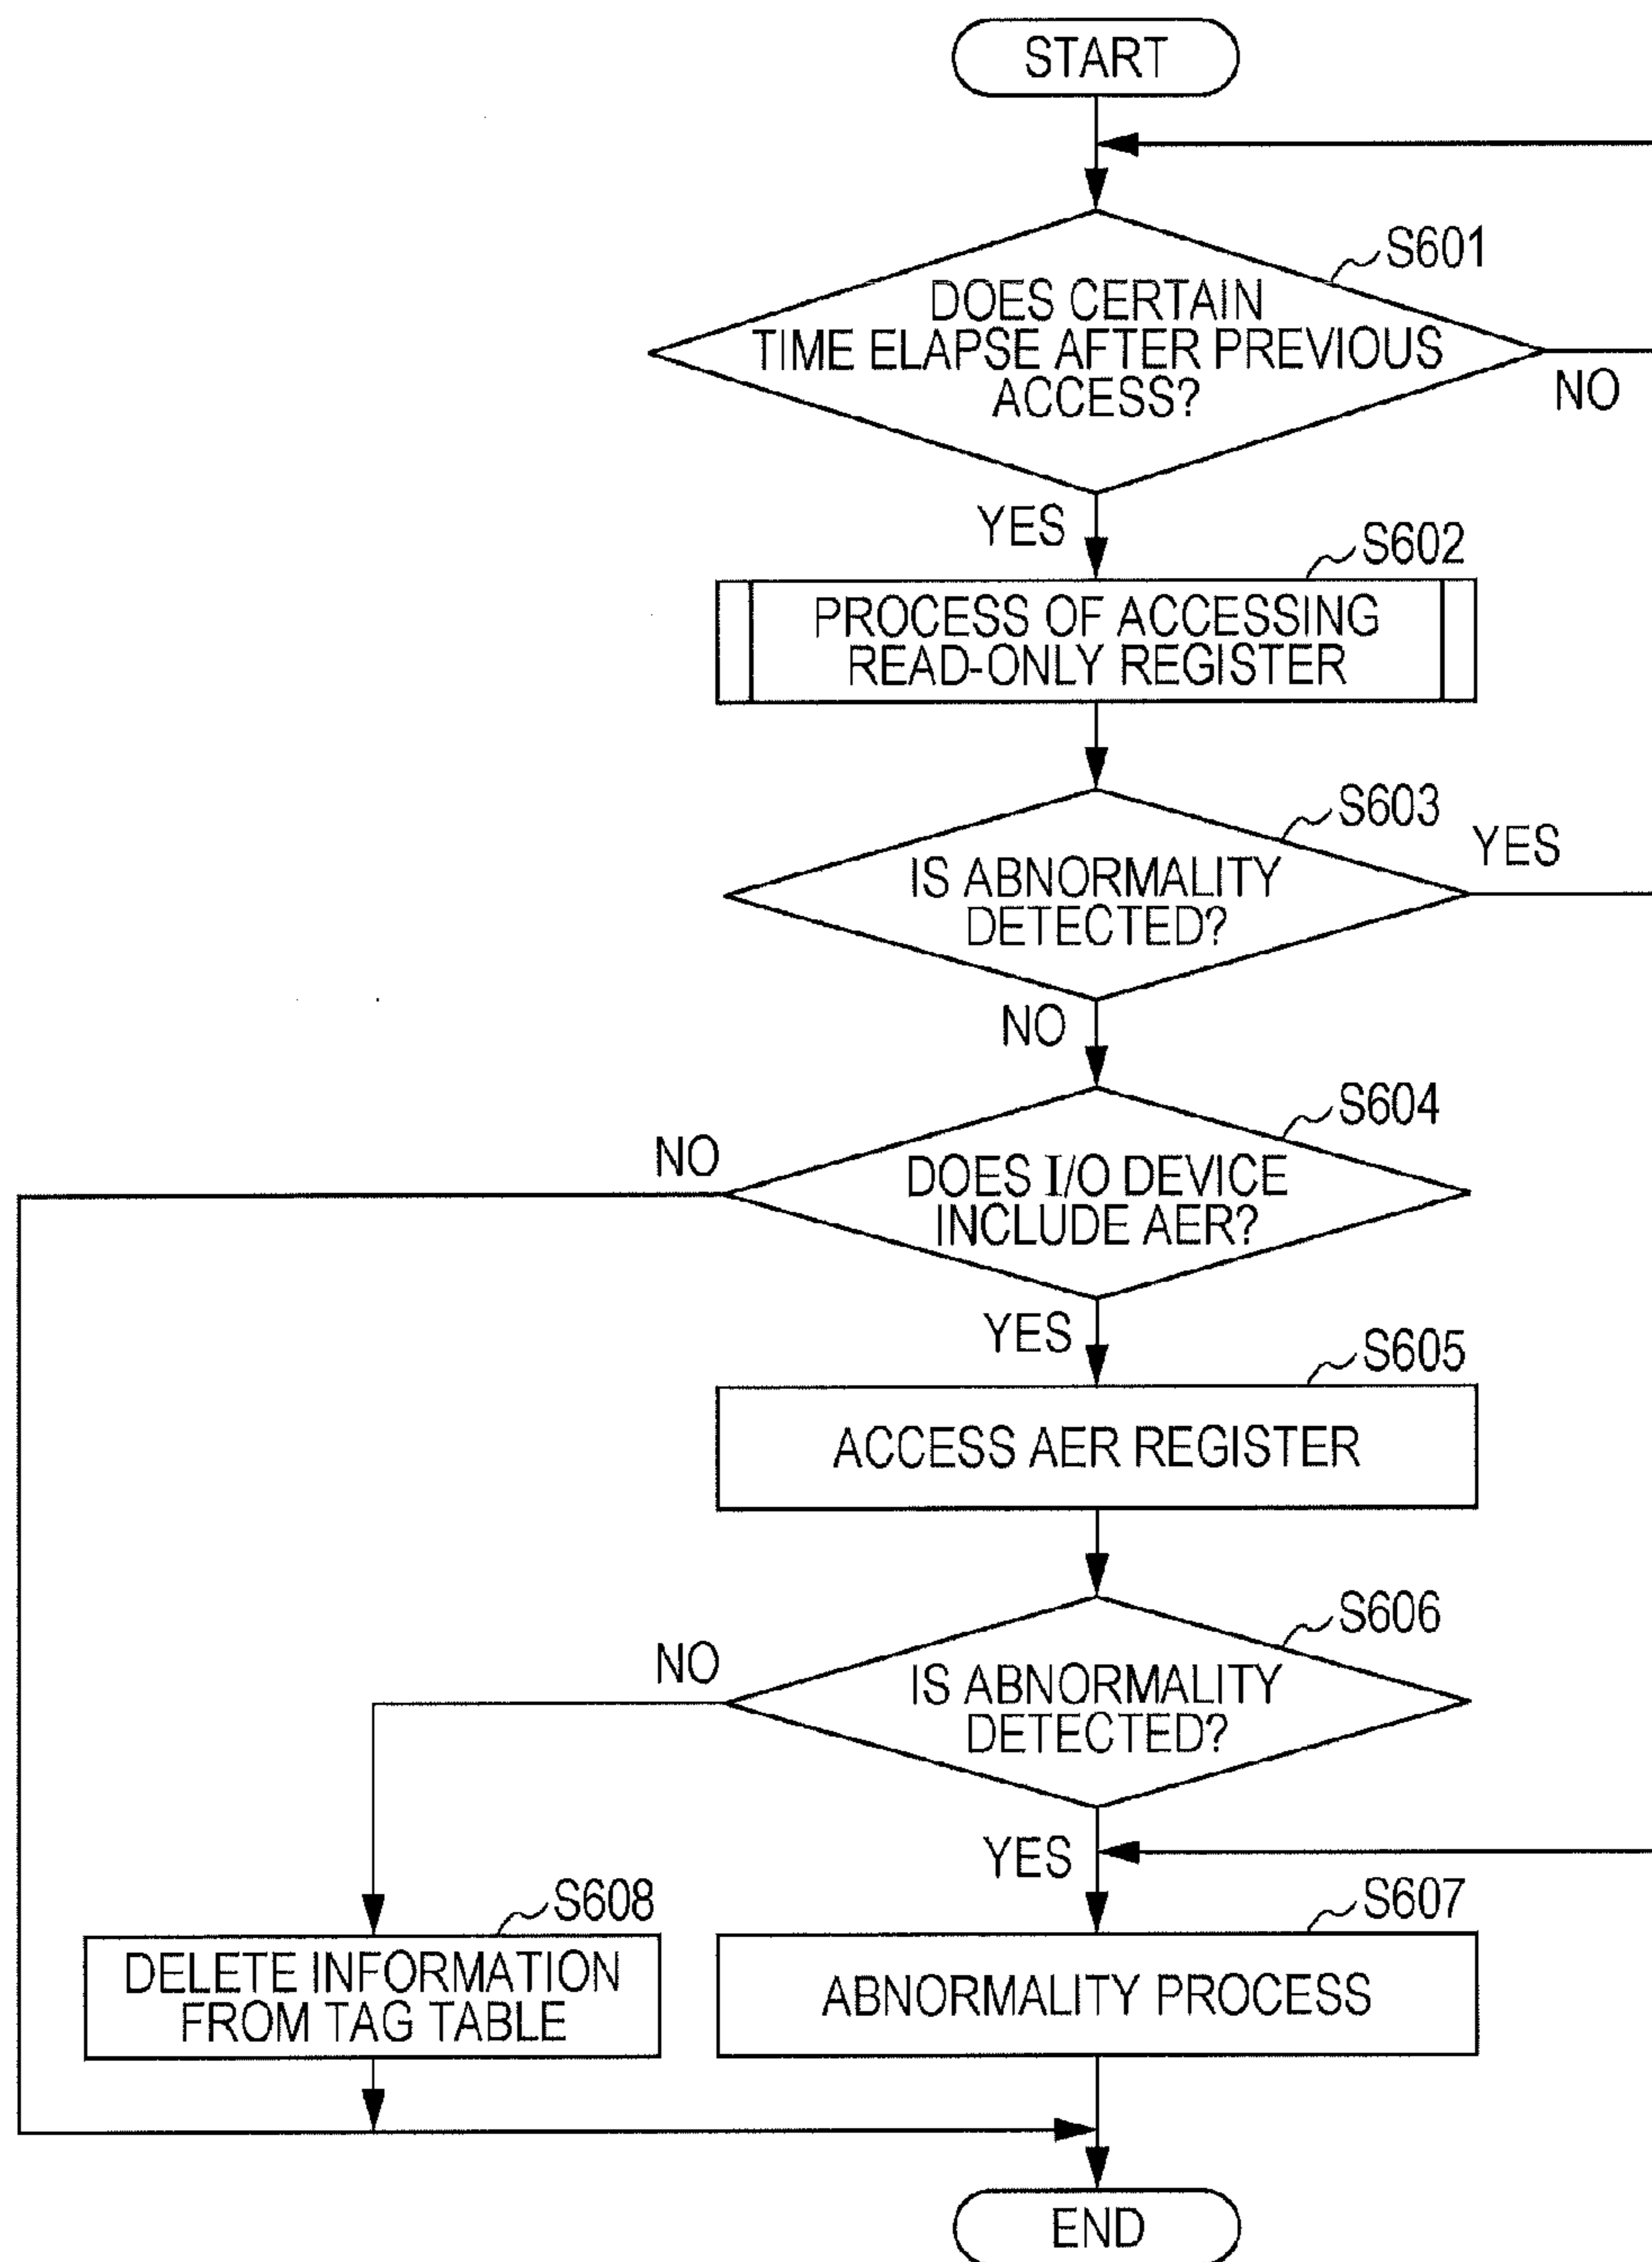 START
S601
DOES CERTAIN
TIME ELAPSE AFTER PREVIOUS
ACCESS?
NO
YES
S602
PROCESS OF ACCESSING
READ-ONLY REGISTER
S603
YES
IS ABNORMALITY
DETECTED?
NO
S604
NO
DOES I/O DEVICE
INCLUDE AER?
YES
S605
ACCESS AER REGISTER
S606
NO
IS ABNORMALITY
DETECTED?
YES
S608
S607
DELETE INFORMATION
FROM TAG TABLE
ABNORMALITY PROCESS
END